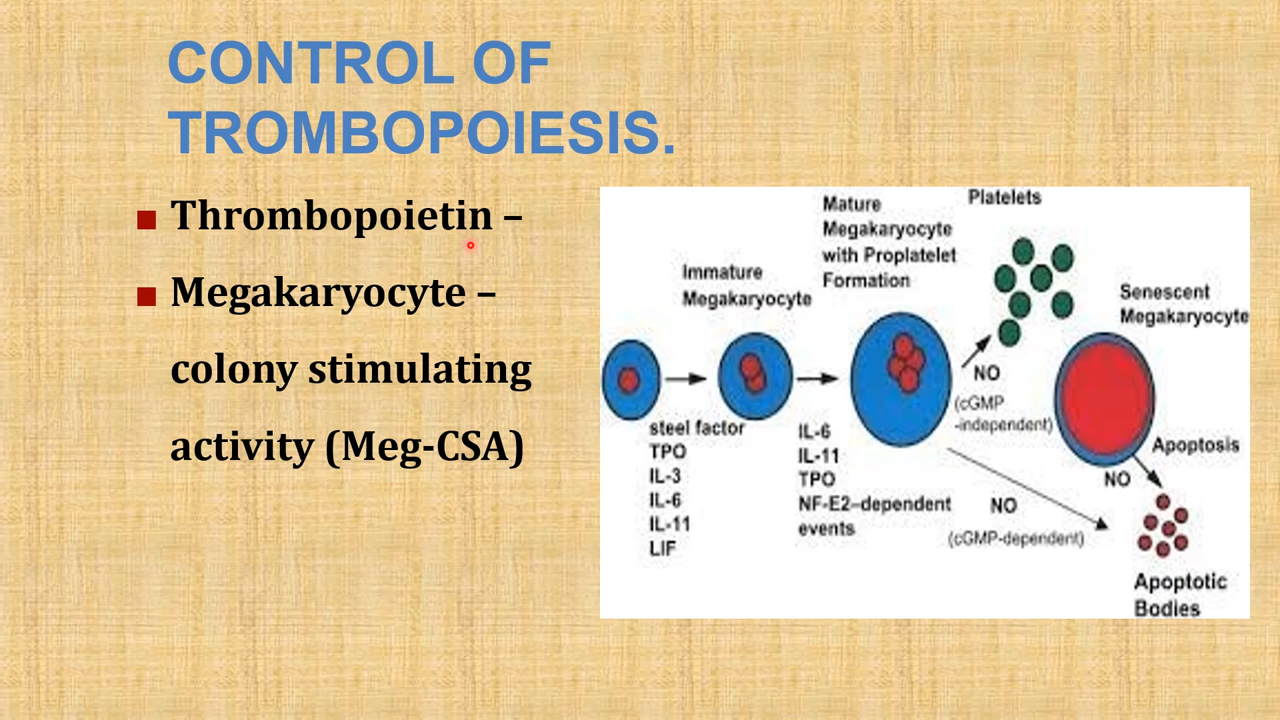 CONTROL OF
TROMBOPOIESIS.
Thrombopoietin –
Megakaryocyte –
colony stimulating
activity (Meg-CSA)
Immature
Megakaryocyte
Mature
Megakaryocyte
with Proplatelet
Formation
Platelets
Senescent
Megakaryocyte
steel factor
TPO
IL-3
IL-6
IL-11
LIF
IL-6
IL-11
TPO
NF-E2–dependent
events
NO
(cGMP
-independent)
NO
(cGMP-dependent)
Apoptosis
NO
Apoptotic
Bodies